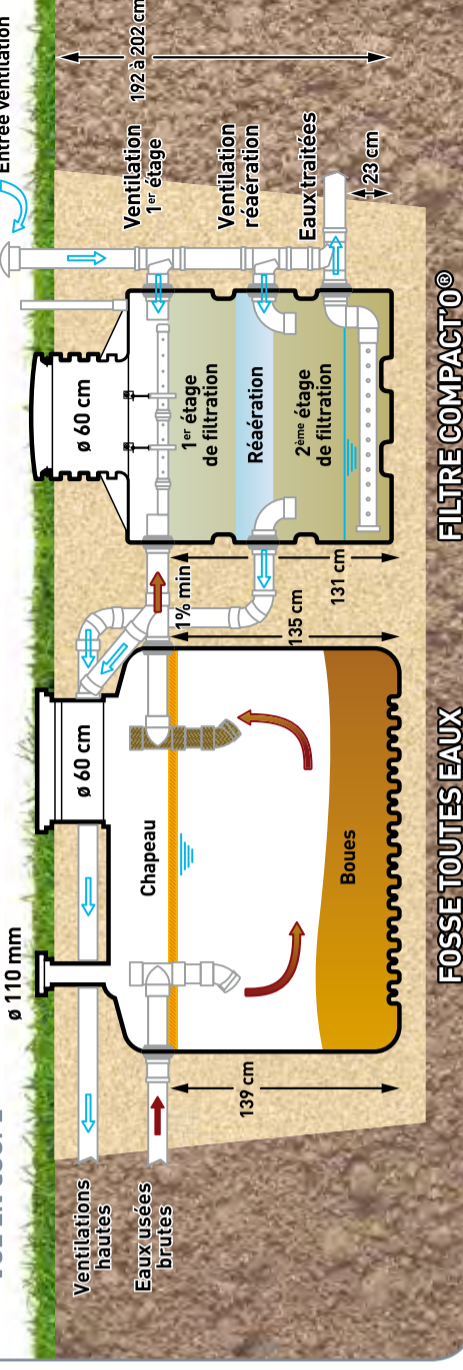 Entrée ventilation
ø 110 mm
192 à 202 cm
Ventilations
hautes
Eaux usées
brutes
ø 60 cm
Chapeau
Boues
139 cm
135 cm
1% min
131 cm
ø 60 cm
1er étage
de filtration
Réaération
2ème étage
de filtration
Ventilation
1er étage
Ventilation
réaération
Eaux traitées
23 cm
FOSSE TOUTES EAUX
FILTRE COMPACT'O®